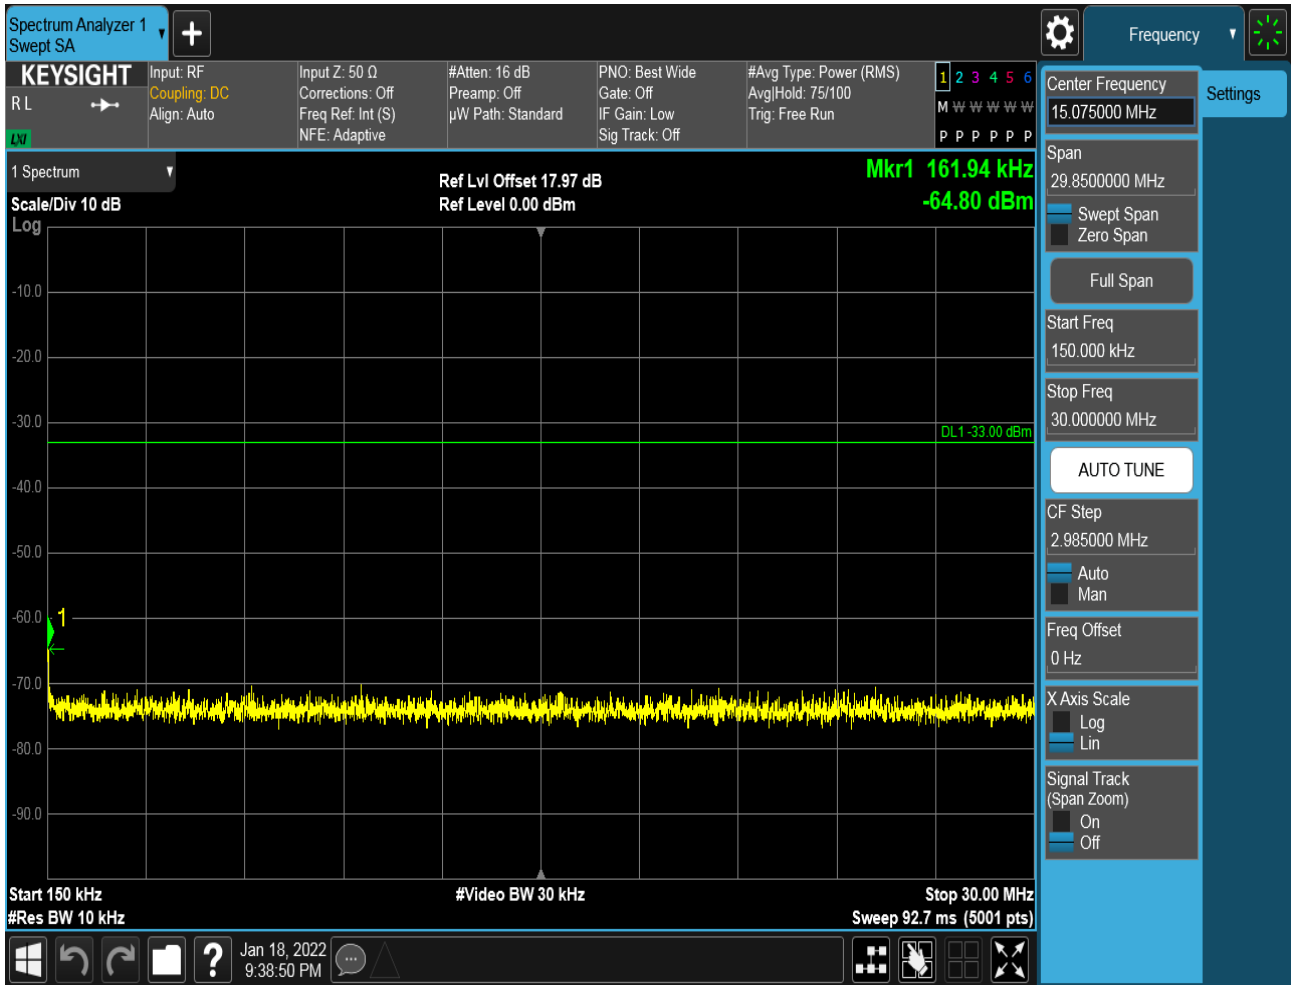 Spectrum Analyzer 1
Swept SA
Frequency
KEYSIGHT
R L
LXI
Input: RF
Coupling: DC
Align: Auto
Input Z: 50 Ω
Corrections: Off
Freq Ref: Int (S)
NFE: Adaptive
#Atten: 16 dB
Preamp: Off
µW Path: Standard
PNO: Best Wide
Gate: Off
IF Gain: Low
Sig Track: Off
#Avg Type: Power (RMS)
Avg|Hold: 75/100
Trig: Free Run
1 2 3 4 5 6
M W W W W W
P P P P P P
Center Frequency
15.075000 MHz
Settings
Span
29.8500000 MHz
Swept Span
Zero Span
Full Span
Start Freq
150.000 kHz
Stop Freq
30.000000 MHz
AUTO TUNE
CF Step
2.985000 MHz
Auto
Man
Freq Offset
0 Hz
X Axis Scale
Log
Lin
Signal Track
(Span Zoom)
On
Off
1 Spectrum
Scale/Div 10 dB
Log
Ref Lvl Offset 17.97 dB
Ref Level 0.00 dBm
Mkr1 161.94 kHz
-64.80 dBm
-10.0
-20.0
-30.0
DL1 -33.00 dBm
-40.0
-50.0
-60.0
1
-70.0
-80.0
-90.0
Start 150 kHz
#Video BW 30 kHz
Stop 30.00 MHz
#Res BW 10 kHz
Sweep 92.7 ms (5001 pts)
?
Jan 18, 2022
9:38:50 PM